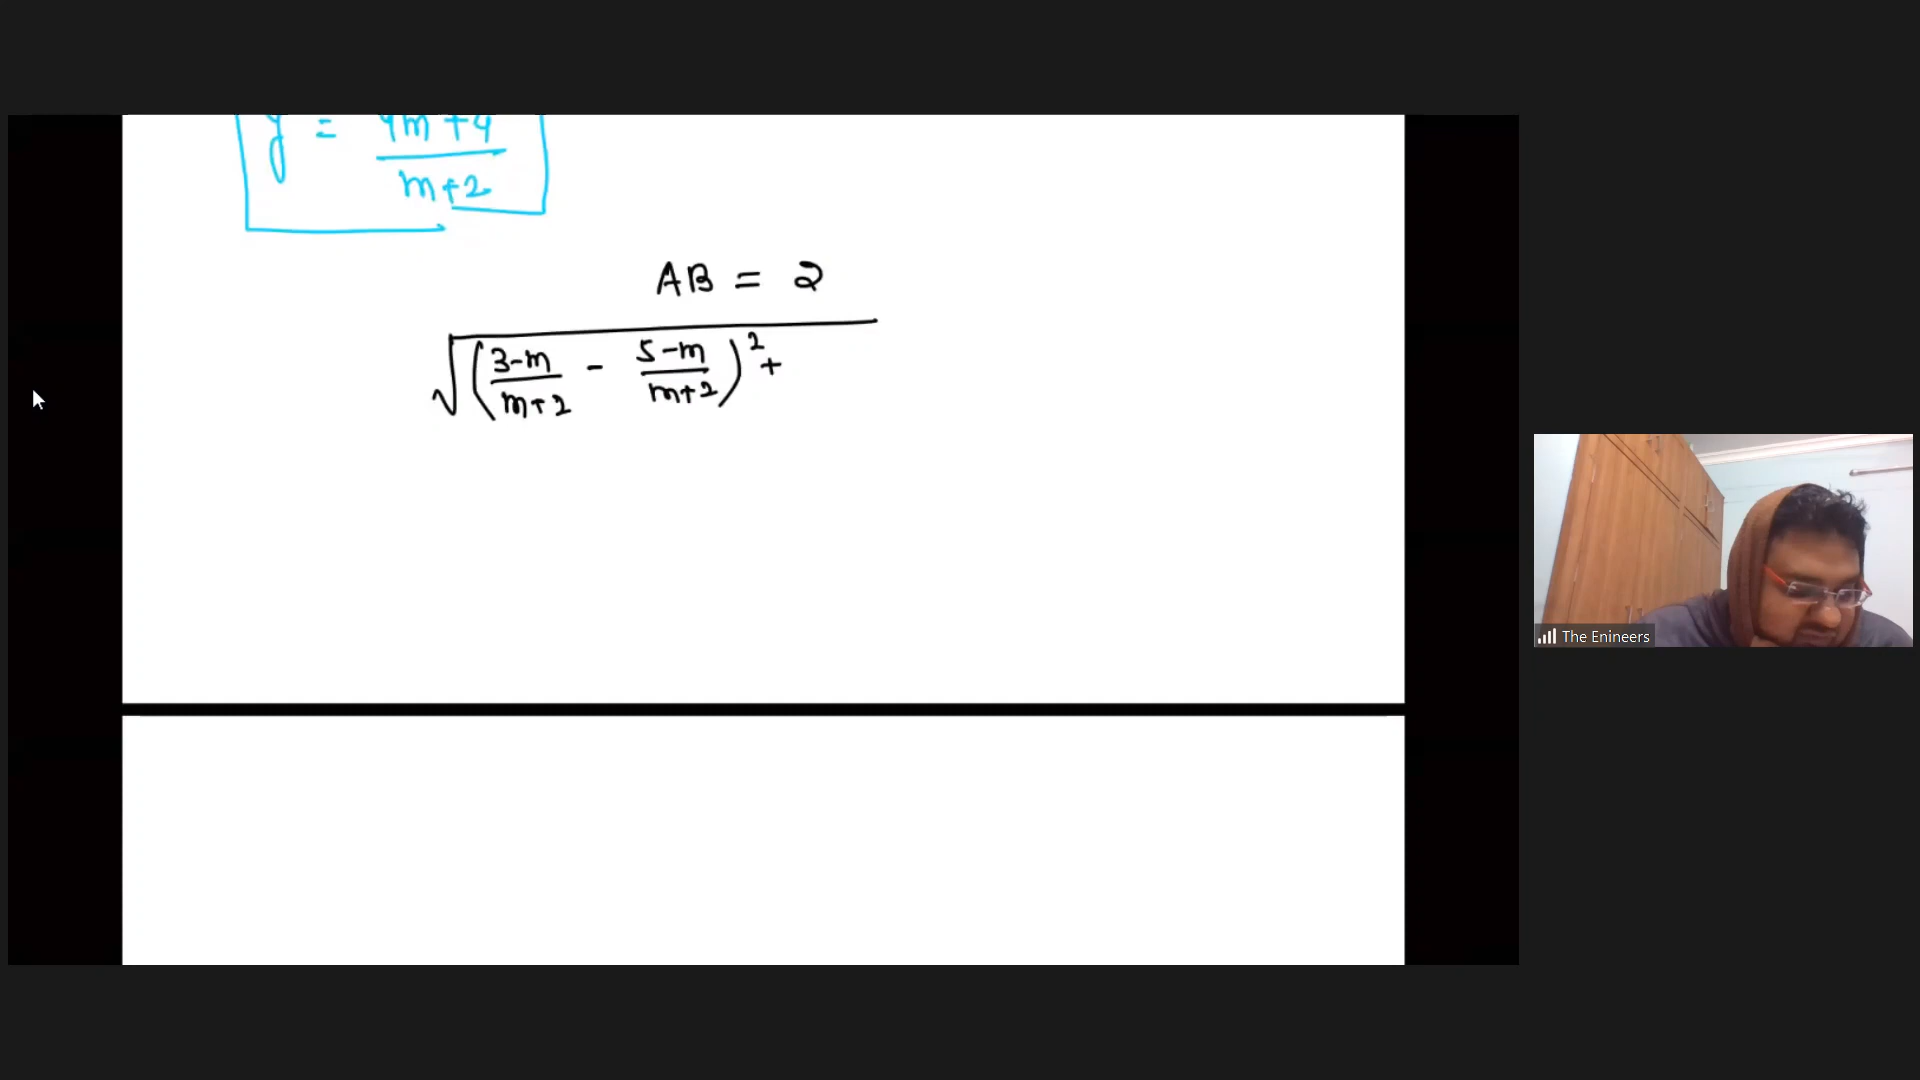 y = 4m+4 / m+2
AB = 2
√((3-m)/(m+2) - (5-m)/(m+2))² +
The Enineers